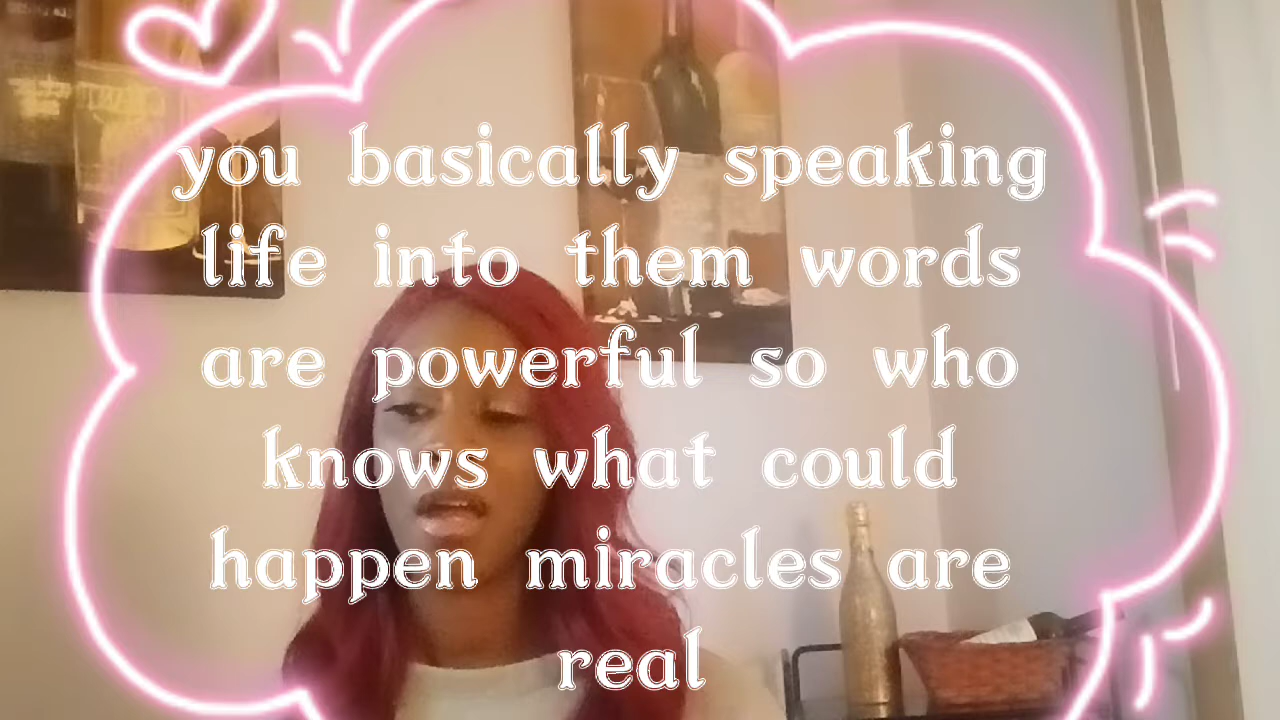 you basically speaking
life into them words
are powerful so who
knows what could
happen miracles are
real